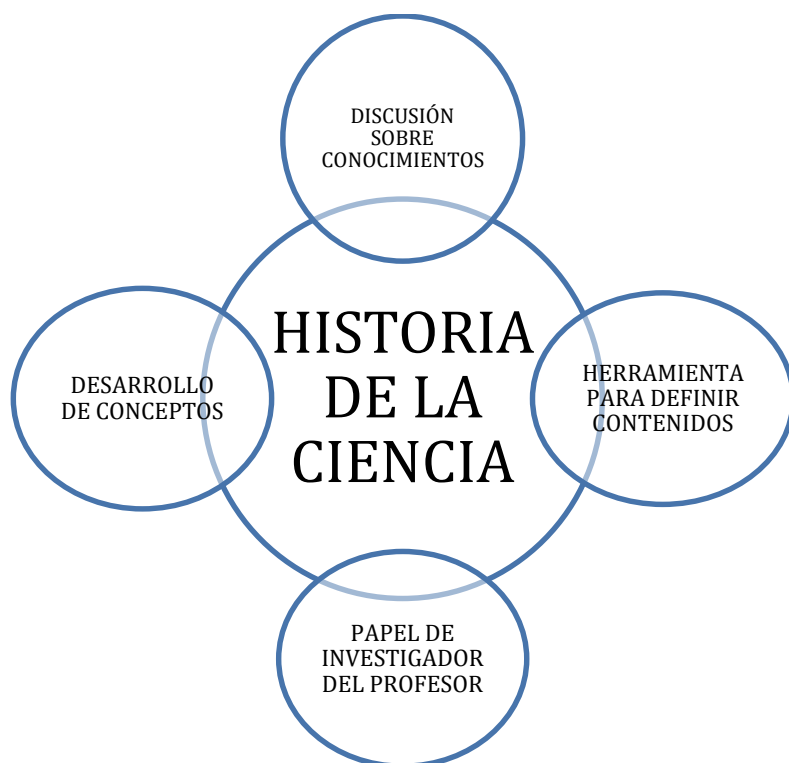 DISCUSIÓN
SOBRE
CONOCIMIENTOS
HISTORIA
DE LA
CIENCIA
HERRAMIENTA
PARA DEFINIR
CONTENIDOS
PAPEL DE
INVESTIGADOR
DEL PROFESOR
DESARROLLO
DE CONCEPTOS